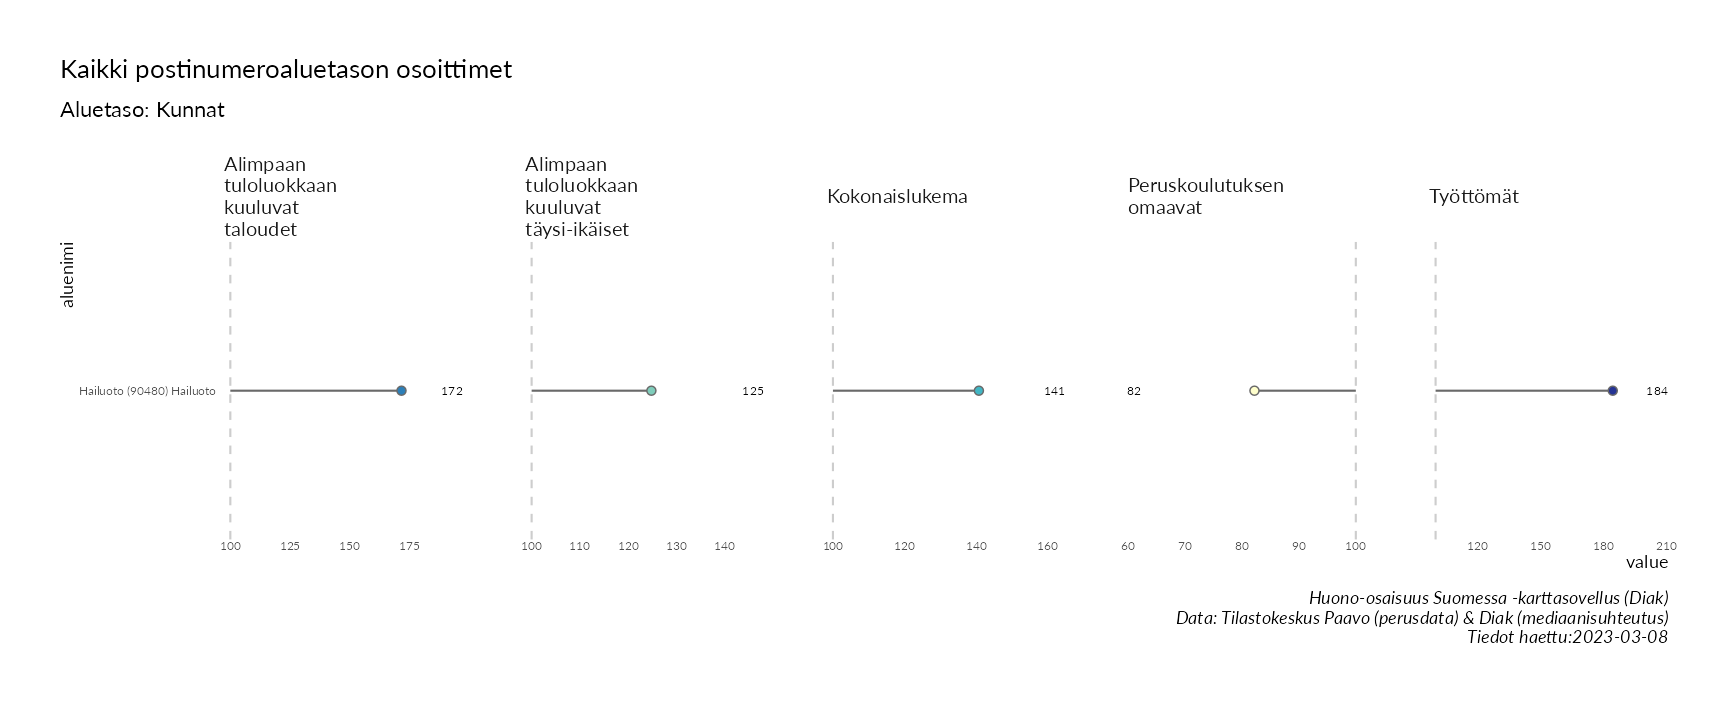 Kaikki postinumeroaluetason osoittimet
Aluetaso: Kunnat
Alimpaan
tuloluokkaan
kuuluvat
taloudet
Alimpaan
tuloluokkaan
kuuluvat
täysi-ikäiset
Kokonaislukema
Peruskoulutuksen
omaavat
Työttömät
aluenimi
Hailuoto (90480) Hailuoto
172
125
141
82
184
100 125 150 175
100 110 120 130 140
100 120 140 160
60 70 80 90 100
120 150 180 210
value
Huono-osaisuus Suomessa -karttasovellus (Diak)
Data: Tilastokeskus Paavo (perusdata) & Diak (mediaanisuhteutus)
Tiedot haettu:2023-03-08